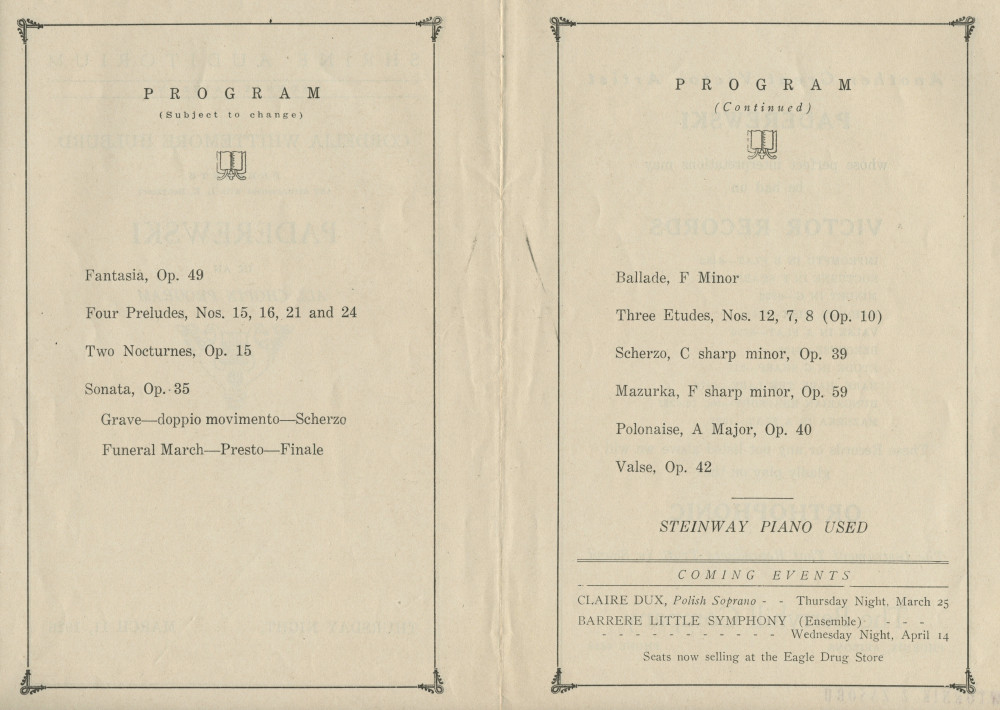 PROGRAM
(Subject to change)
Fantasia, Op. 49
Four Preludes, Nos. 15, 16, 21 and 24
Two Nocturnes, Op. 15
Sonata, Op. 35
Grave—doppio movimento—Scherzo
Funeral March—Presto—Finale
PROGRAM
(Continued)
Ballade, F Minor
Three Etudes, Nos. 12, 7, 8 (Op. 10)
Scherzo, C sharp minor, Op. 39
Mazurka, F sharp minor, Op. 59
Polonaise, A Major, Op. 40
Valse, Op. 42
STEINWAY PIANO USED
COMING EVENTS
CLAIRE DUX, Polish Soprano - - Thursday Night, March 25
BARRERE LITTLE SYMPHONY (Ensemble) - - -
- - - - - - - - - - - Wednesday Night, April 14
Seats now selling at the Eagle Drug Store